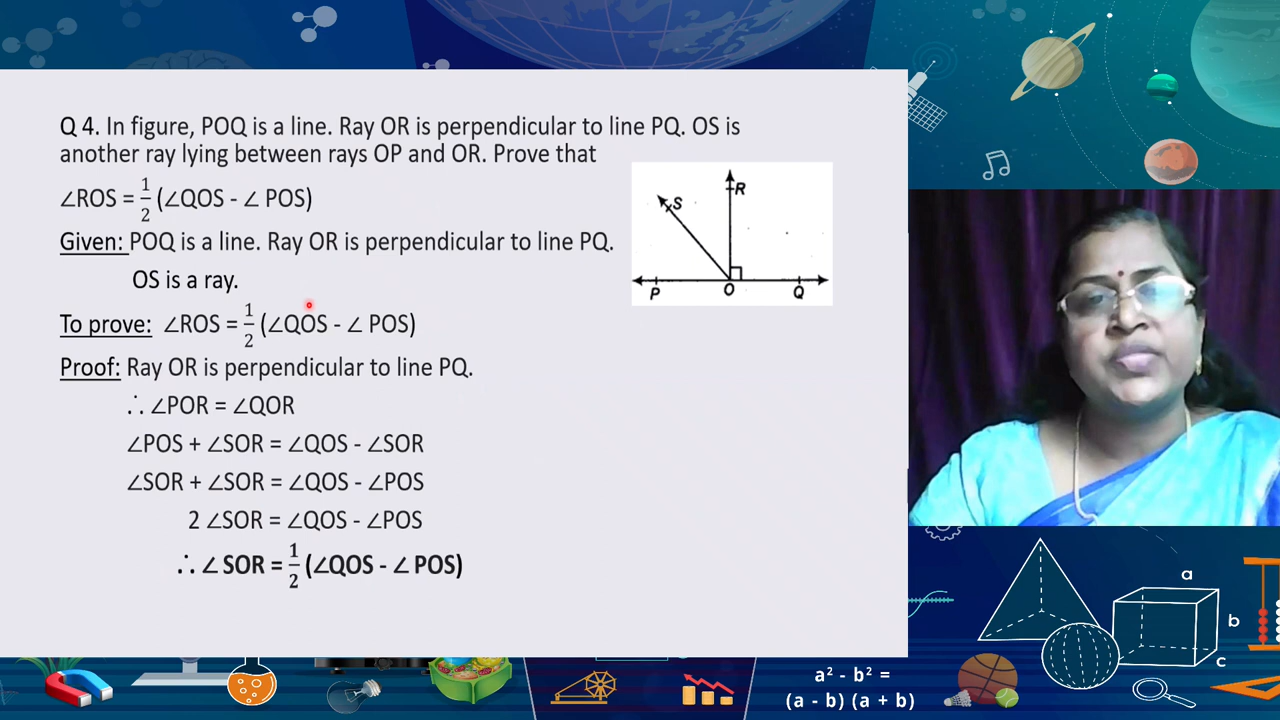 Q 4. In figure, POQ is a line. Ray OR is perpendicular to line PQ. OS is
another ray lying between rays OP and OR. Prove that
∠ROS = 1/2 (∠QOS - ∠ POS)
Given: POQ is a line. Ray OR is perpendicular to line PQ.
OS is a ray.
To prove: ∠ROS = 1/2 (∠QOS - ∠ POS)
Proof: Ray OR is perpendicular to line PQ.
∴ ∠POR = ∠QOR
∠POS + ∠SOR = ∠QOS - ∠SOR
∠SOR + ∠SOR = ∠QOS - ∠POS
2 ∠SOR = ∠QOS - ∠POS
∴ ∠ SOR = 1/2 (∠QOS - ∠ POS)
R
S
P O Q
a
b
c
a² - b² =
(a - b) (a + b)